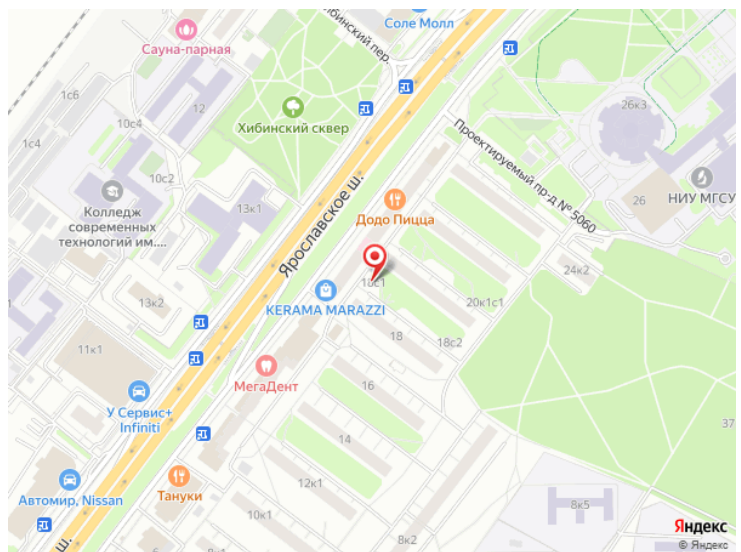 Соле Молл
Хибинский пер.
Сауна-парная
1с6
12
26к3
1с4
10с4
Хибинский сквер
Проектируемый пр-д № 5060
10с2
НИУ МГСУ
Колледж
современных
технологий им....
13к1
Ярославское ш.
Додо Пицца
26
24к2
13к2
18с1
KERAMA MARAZZI
20к1с1
18
18с2
11к1
МегаДент
16
У Сервис+
Infiniti
37
14
Автомир, Nissan
Тануки
12к1
8к5
10к1
8к2
ш.
Яндекс
© Яндекс